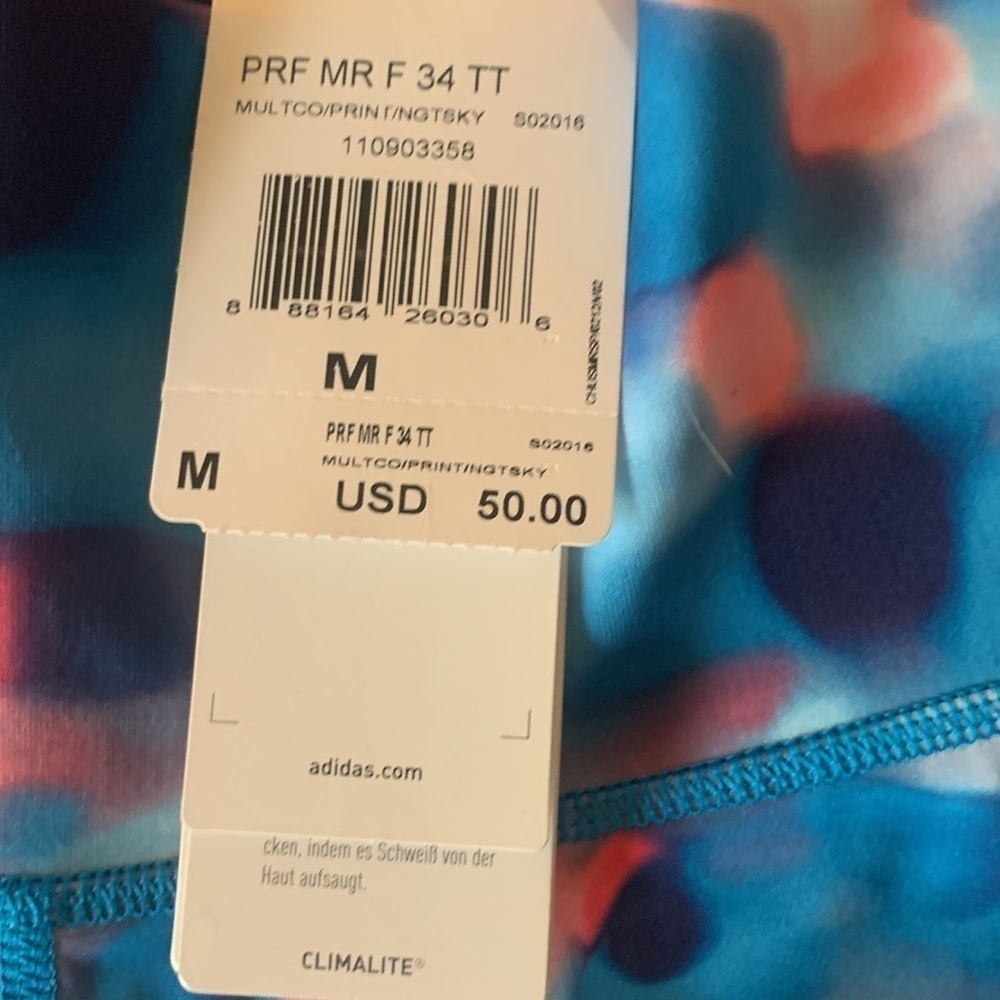 PRF MR F 34 TT
MULTCO/PRINT/NGTSKY S02016
110903358
8 88164 26030 6
M
PRF MR F 34 TT S02016
M
MULTCO/PRINT/NGTSKY
USD 50.00
adidas.com
cken, indem es Schweiß von der
Haut aufsaugt.
CLIMALITE®